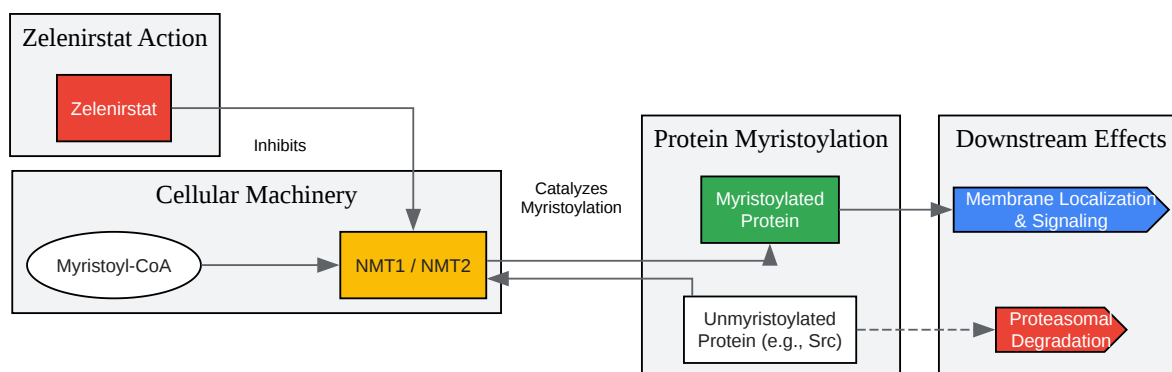 Zelenirstat Action
Zelenirstat
Inhibits
Cellular Machinery
Myristoyl-CoA
NMT1 / NMT2
Catalyzes
Myristoylation
Protein Myristoylation
Myristoylated
Protein
Unmyristoylated
Protein (e.g., Src)
Downstream Effects
Membrane Localization
& Signaling
Proteasomal
Degradation